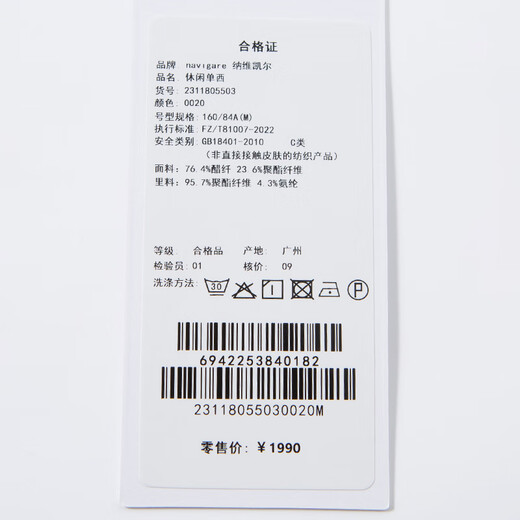 合格证
品牌: navigare 纳维凯尔
品名: 休闲单西
货号: 2311805503
颜色: 0020
号型规格: 160/84A(M)
执行标准: FZ/T81007-2022
安全类别: GB18401-2010 C类
(非直接接触皮肤的纺织产品)
面料: 76.4%醋纤 23.6%聚酯纤维
里料: 95.7%聚酯纤维 4.3%氨纶
等级: 合格品 产地: 广州
检验员: 01 核价: 09
洗涤方法: 30 P
6942253840182
23118055030020M
零售价: ¥1990